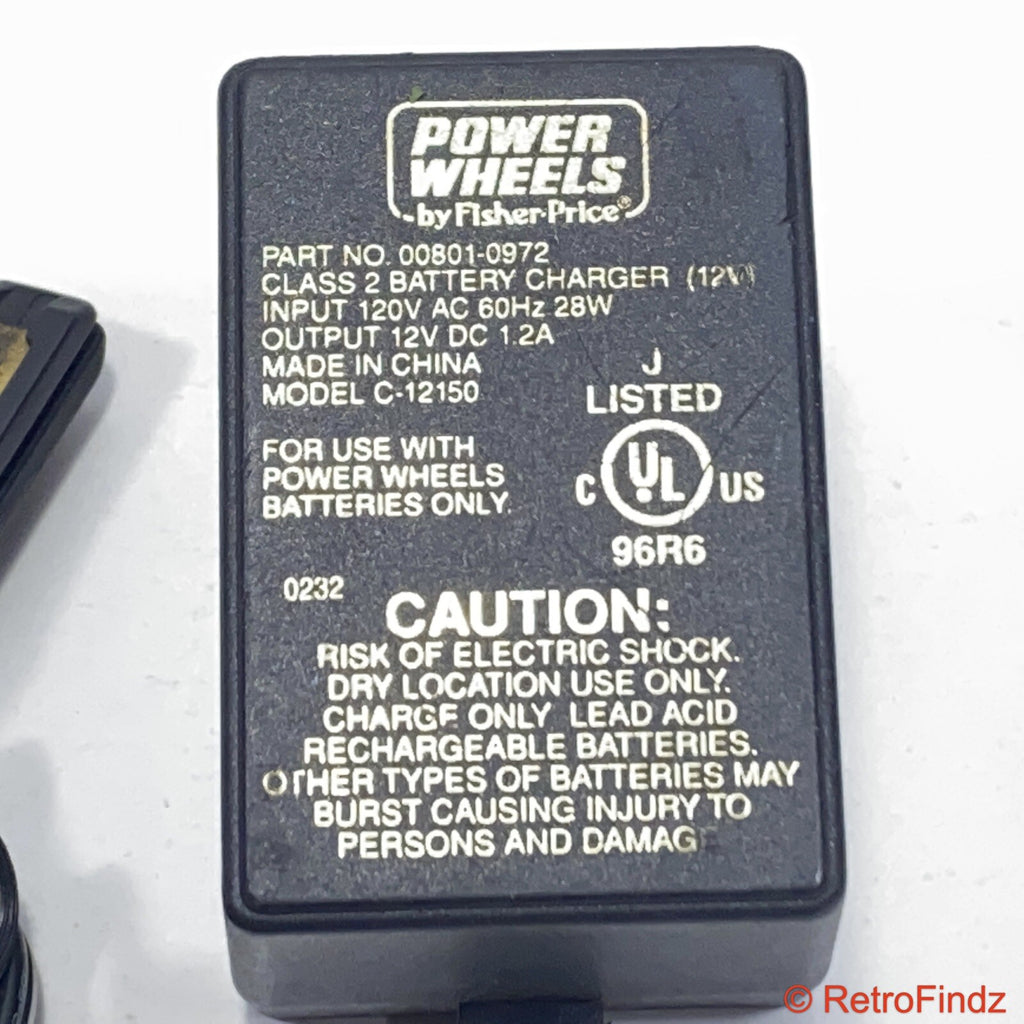 POWER
WHEELS
by Fisher-Price®
PART NO. 00801-0972
CLASS 2 BATTERY CHARGER (12V)
INPUT 120V AC 60Hz 28W
OUTPUT 12V DC 1.2A
MADE IN CHINA
MODEL C-12150
FOR USE WITH
POWER WHEELS
BATTERIES ONLY.
J
LISTED
C UL US
96R6
0232
CAUTION:
RISK OF ELECTRIC SHOCK.
DRY LOCATION USE ONLY.
CHARGE ONLY LEAD ACID
RECHARGEABLE BATTERIES.
OTHER TYPES OF BATTERIES MAY
BURST CAUSING INJURY TO
PERSONS AND DAMAGE
© RetroFindz